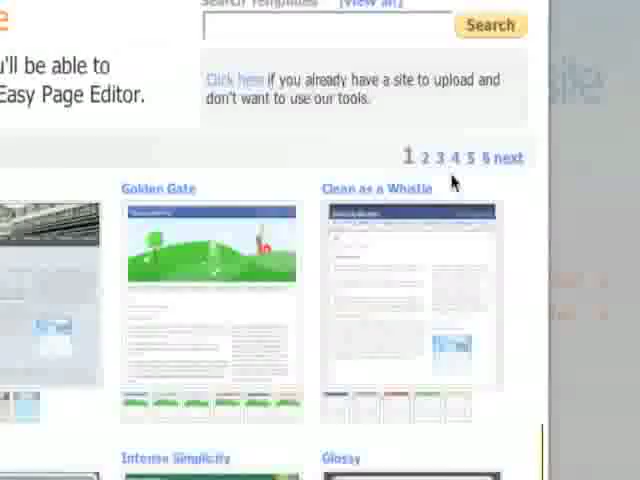 Search Templates [view all]
Search
u'll be able to
Easy Page Editor.
Click here if you already have a site to upload and
don't want to use our tools.
1 2 3 4 5 6 next
Golden Gate
Clean as a Whistle
Intense Simplicity
Glossy